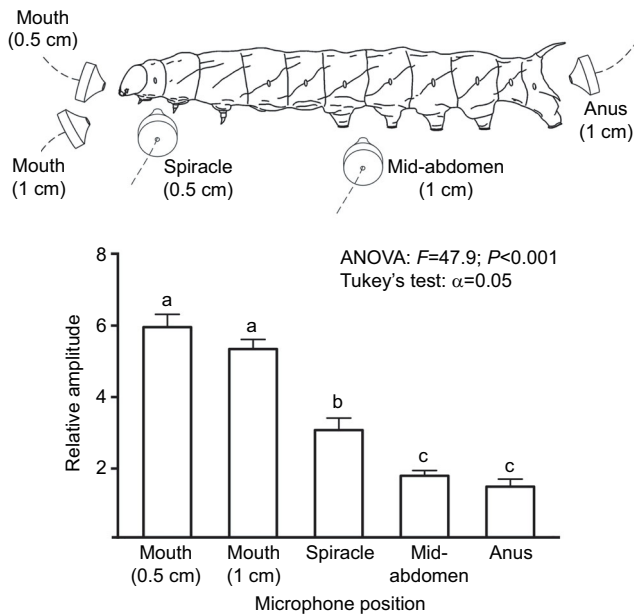 Mouth
(0.5 cm)
Mouth
(1 cm)
Spiracle
(0.5 cm)
Mid-abdomen
(1 cm)
Anus
(1 cm)
ANOVA: F=47.9; P<0.001
Tukey's test: α=0.05
Relative amplitude
8
6
4
2
a
a
b
c
c
Mouth
(0.5 cm)
Mouth
(1 cm)
Spiracle
Mid-
abdomen
Anus
Microphone position